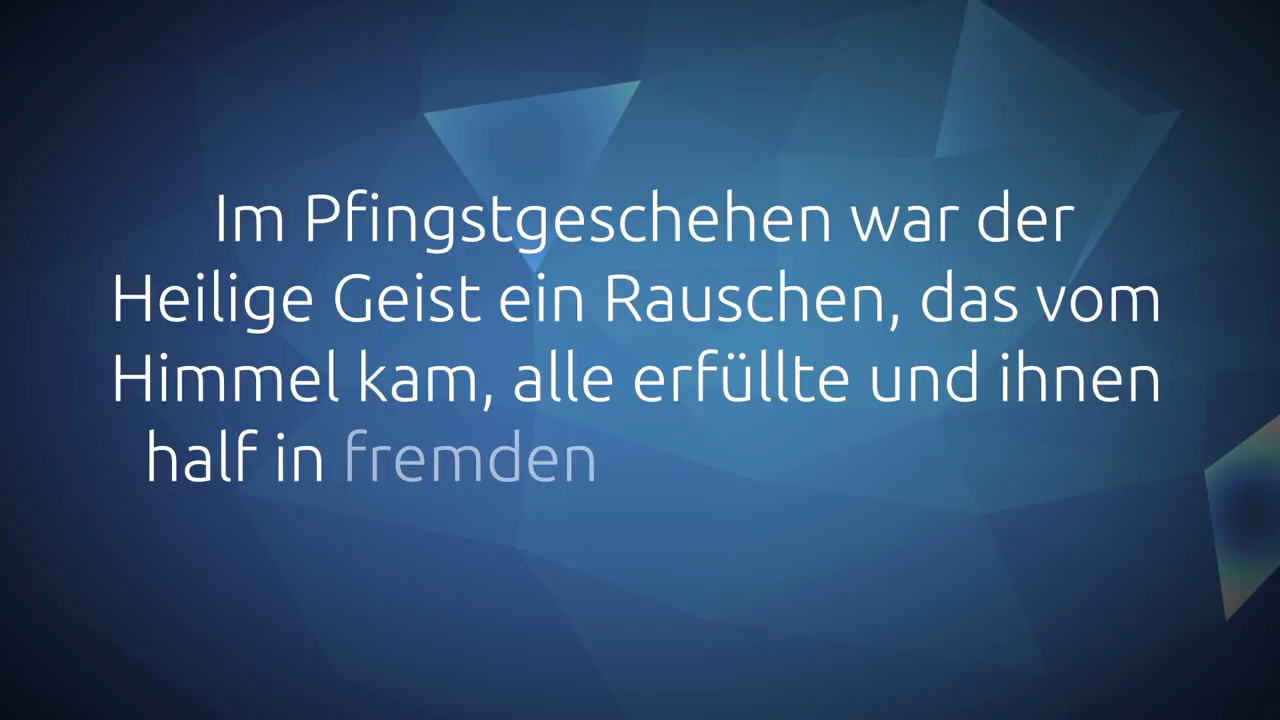 Im Pfingstgeschehen war der
Heilige Geist ein Rauschen, das vom
Himmel kam, alle erfüllte und ihnen
half in fremden